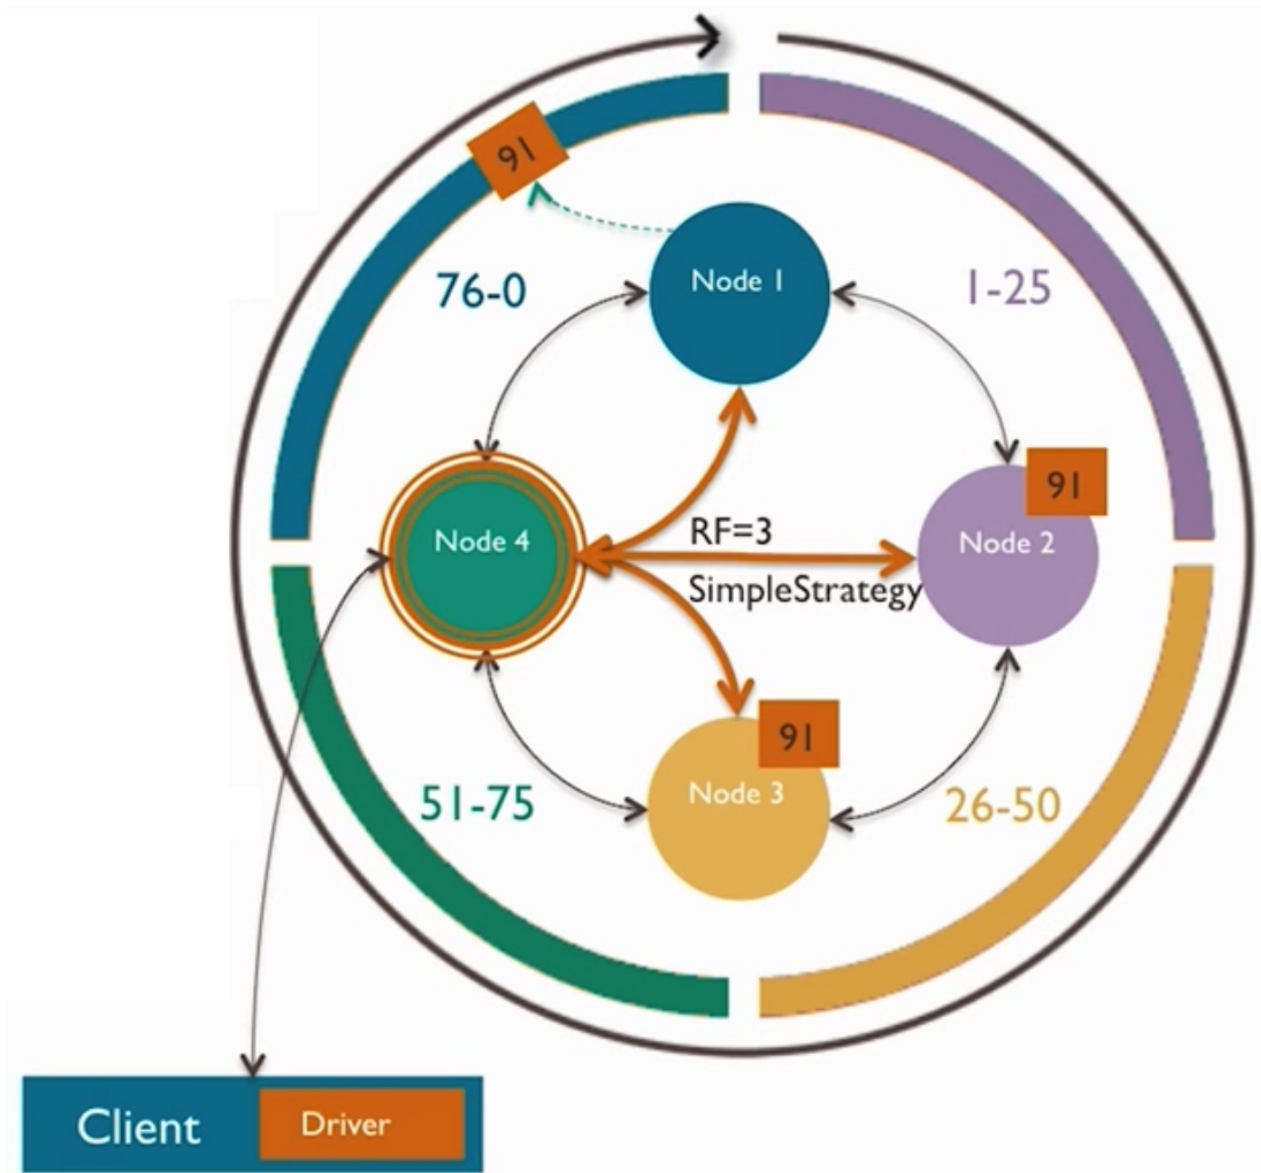 91
Node 1
76-0
1-25
91
Node 4
RF=3
Node 2
SimpleStrategy
91
Node 3
51-75
26-50
Client
Driver